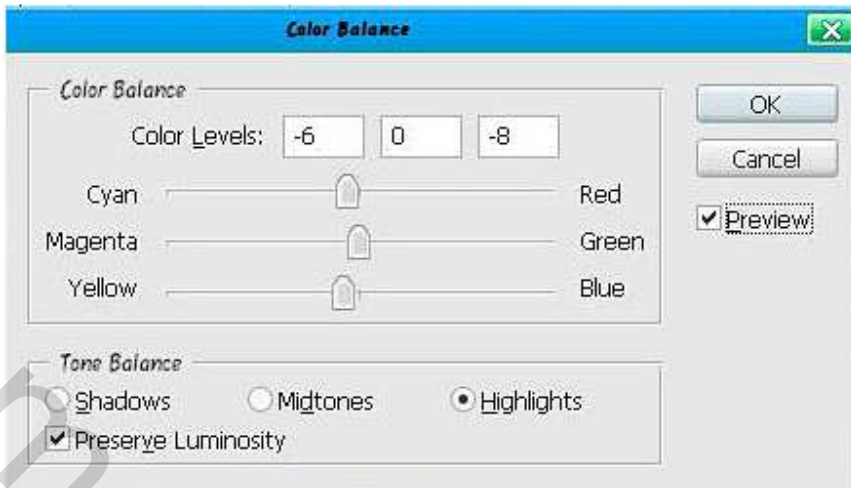 Color Balance
Color Balance
Color Levels: -6 0 -8
OK
Cancel
Cyan Red
Preview
Magenta Green
Yellow Blue
Tone Balance
Shadows Midtones Highlights
Preserve Luminosity